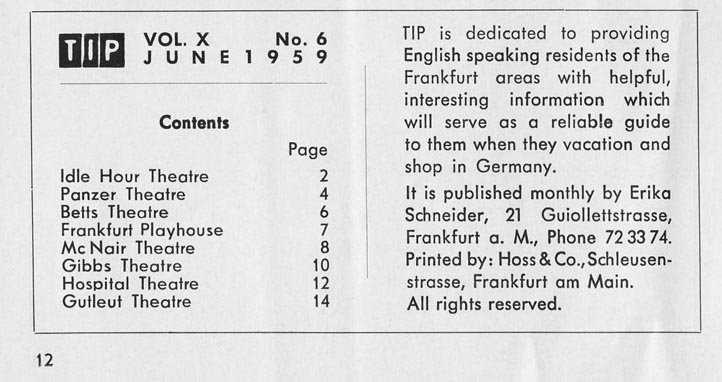 TIP VOL. X No. 6
JUNE 1959
Contents
Page
Idle Hour Theatre 2
Panzer Theatre 4
Betts Theatre 6
Frankfurt Playhouse 7
Mc Nair Theatre 8
Gibbs Theatre 10
Hospital Theatre 12
Gutleut Theatre 14
TIP is dedicated to providing
English speaking residents of the
Frankfurt areas with helpful,
interesting information which
will serve as a reliable guide
to them when they vacation and
shop in Germany.
It is published monthly by Erika
Schneider, 21 Guiollettstrasse,
Frankfurt a. M., Phone 72 33 74.
Printed by: Hoss & Co., Schleusen-
strasse, Frankfurt am Main.
All rights reserved.
12